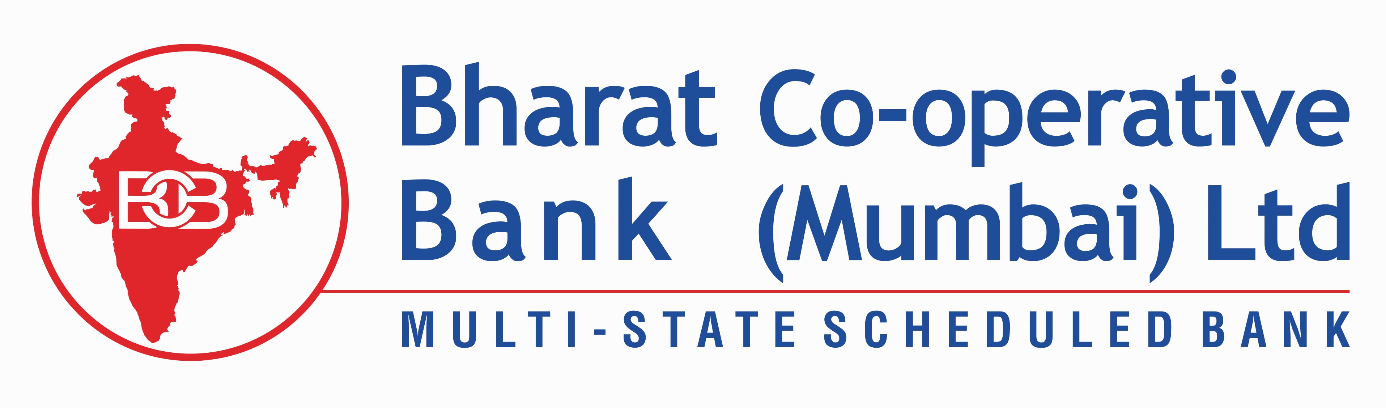 BCB
Bharat Co-operative
Bank (Mumbai) Ltd
MULTI-STATE SCHEDULED BANK